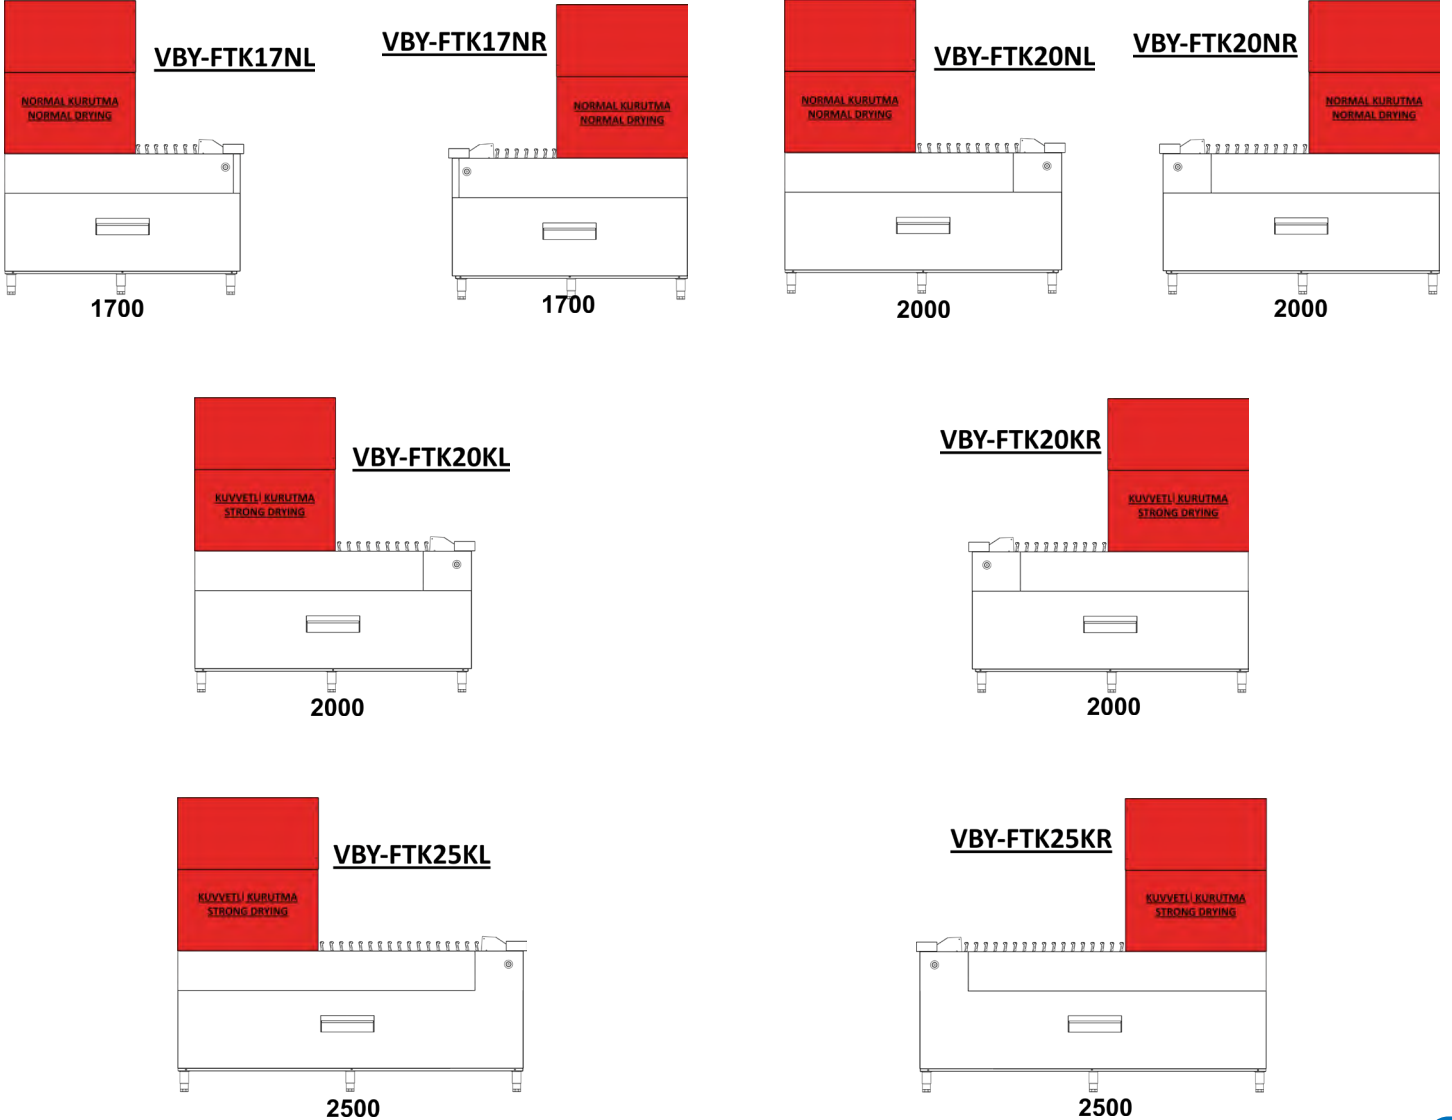 VBY-FTK17NL
NORMAL KURUTMA
NORMAL DRYING
1700
VBY-FTK17NR
NORMAL KURUTMA
NORMAL DRYING
1700
VBY-FTK20NL
NORMAL KURUTMA
NORMAL DRYING
2000
VBY-FTK20NR
NORMAL KURUTMA
NORMAL DRYING
2000
VBY-FTK20KL
KUVVETLİ KURUTMA
STRONG DRYING
2000
VBY-FTK20KR
KUVVETLİ KURUTMA
STRONG DRYING
2000
VBY-FTK25KL
KUVVETLİ KURUTMA
STRONG DRYING
2500
VBY-FTK25KR
KUVVETLİ KURUTMA
STRONG DRYING
2500